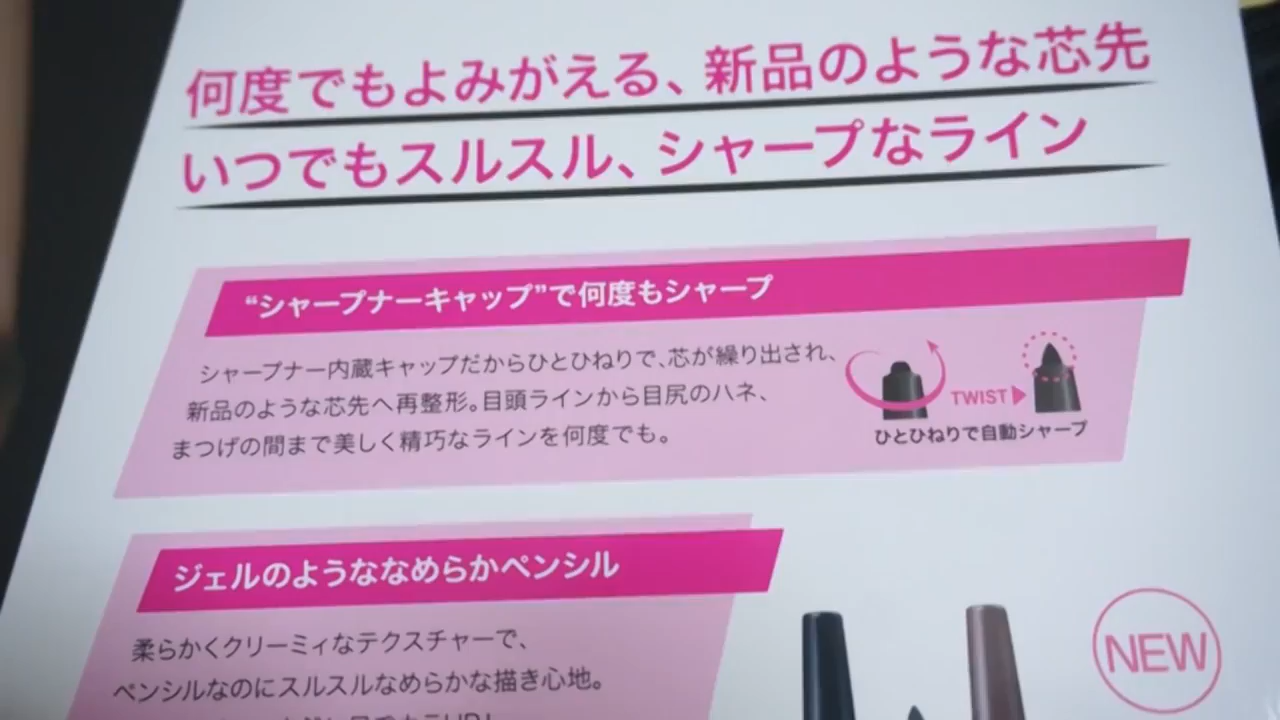 何度でもよみがえる、新品のような芯先
いつでもスルスル、シャープなライン
“シャープナーキャップ”で何度もシャープ
シャープナー内蔵キャップだからひとひねりで、芯が繰り出され、
新品のような芯先へ再整形。目頭ラインから目尻のハネ、
まつげの間まで美しく精巧なラインを何度でも。
TWIST
ひとひねりで自動シャープ
ジェルのようななめらかペンシル
柔らかくクリーミィなテクスチャーで、
ペンシルなのにスルスルなめらかな描き心地。
NEW